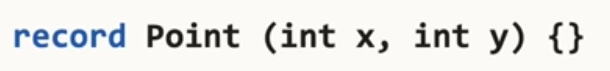 record Point (int x, int y) {}